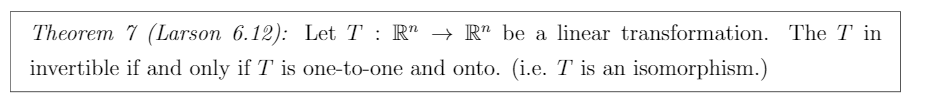 Theorem 7 (Larson 6.12): Let T : ℝⁿ → ℝⁿ be a linear transformation. The T in
invertible if and only if T is one-to-one and onto. (i.e. T is an isomorphism.)